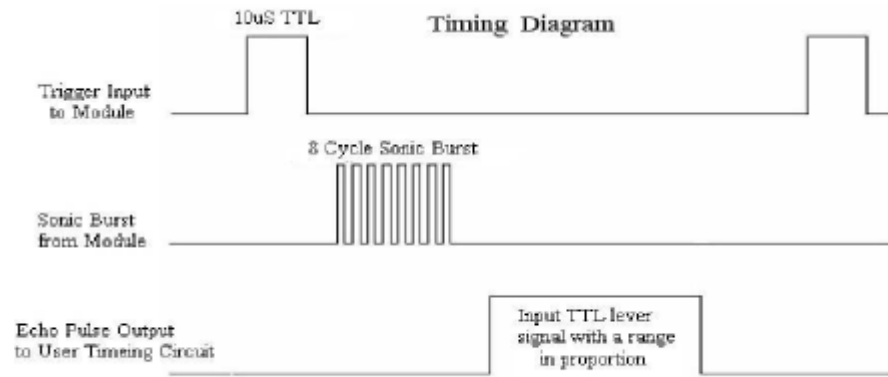 10uS TTL
Timing Diagram
Trigger Input
to Module
8 Cycle Sonic Burst
Sonic Burst
from Module
Echo Pulse Output
to User Timeing Circuit
Input TTL lever
signal with a range
in proportion